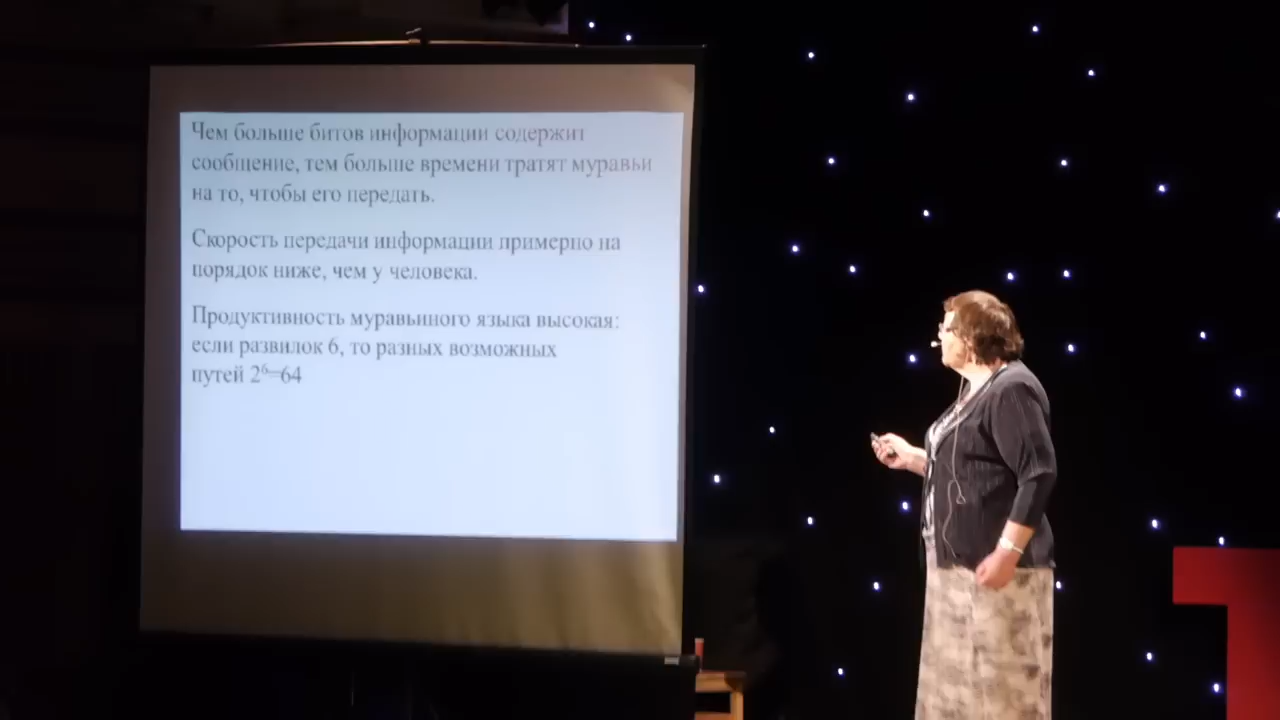 Чем больше битов информации содержит
сообщение, тем больше времени тратят муравьи
на то, чтобы его передать.
Скорость передачи информации примерно на
порядок ниже, чем у человека.
Продуктивность муравьиного языка высокая:
если развилок 6, то разных возможных
путей 2⁶=64
T